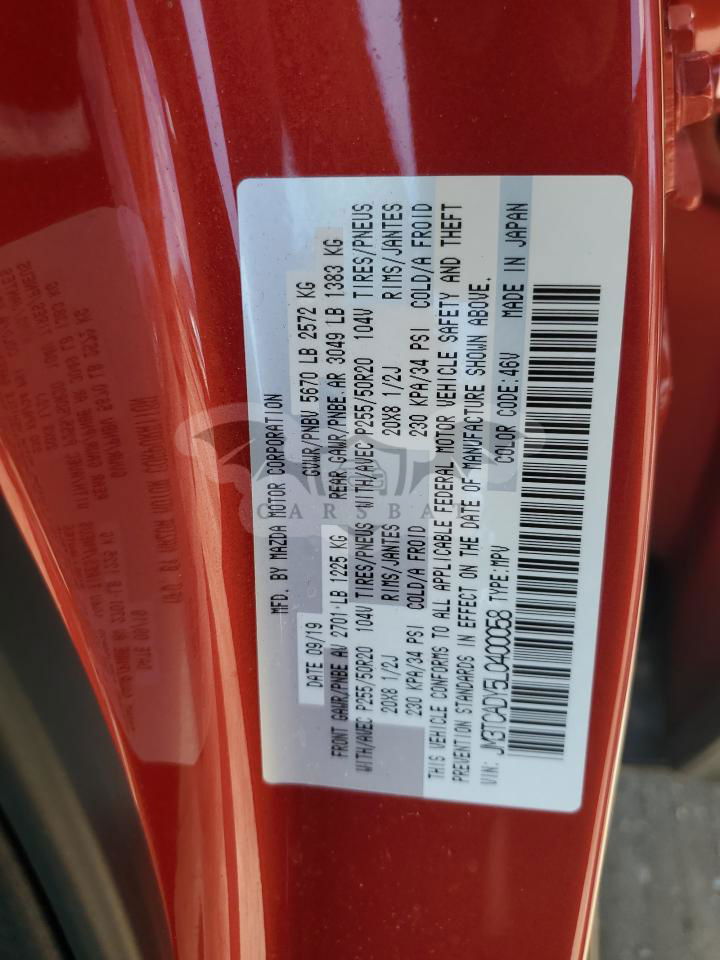 MFD. BY MAZDA MOTOR CORPORATION
DATE 09/19 GVWR/PNBV 5670 LB 2572 KG
FRONT GAWR/PNBE AV 2701 LB 1225 KG REAR GAWR/PNBE AR 3049 LB 1383 KG
WITH/AVEC P255/50R20 104V TIRES/PNEUS WITH/AVEC P255/50R20 104V TIRES/PNEUS
20X8 1/2J RIMS/JANTES 20X8 1/2J RIMS/JANTES
230 KPA/34 PSI COLD/A FROID 230 KPA/34 PSI COLD/A FROID
THIS VEHICLE CONFORMS TO ALL APPLICABLE FEDERAL MOTOR VEHICLE SAFETY AND THEFT
PREVENTION STANDARDS IN EFFECT ON THE DATE OF MANUFACTURE SHOWN ABOVE.
VIN: JM3TCADY5L0400058 TYPE:MPV COLOR CODE:46V MADE IN JAPAN
CARSBAT